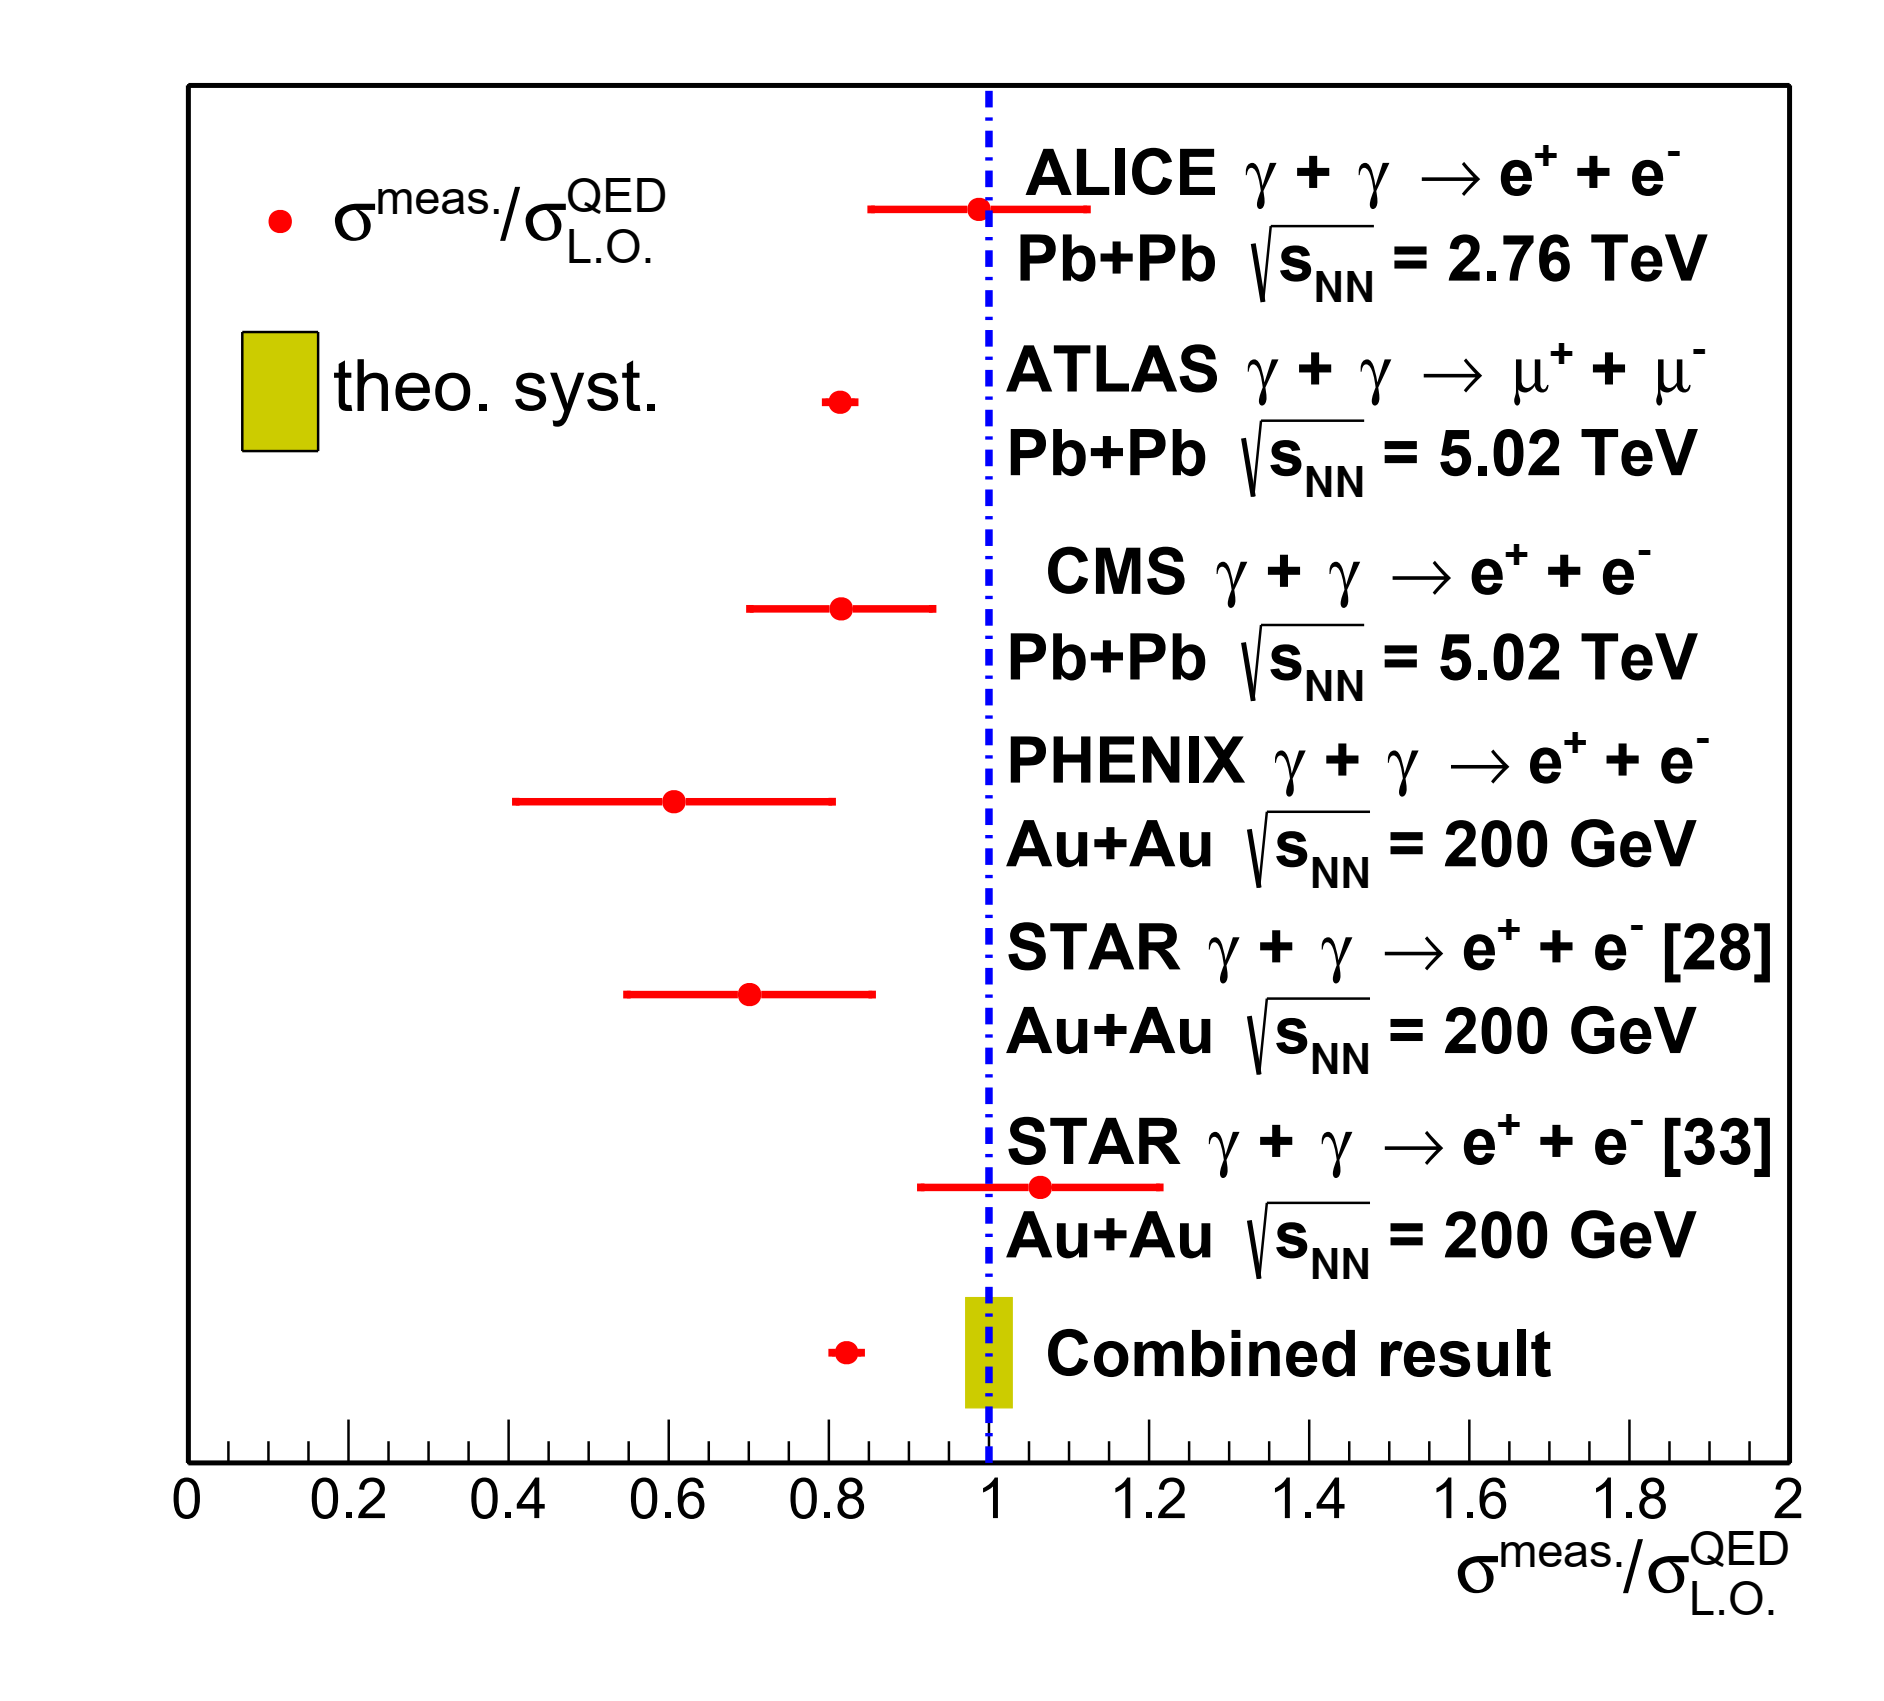 σ^meas./σ^QED_L.O.
theo. syst.
ALICE γ + γ → e⁺ + e⁻
Pb+Pb √s_NN = 2.76 TeV
ATLAS γ + γ → μ⁺ + μ⁻
Pb+Pb √s_NN = 5.02 TeV
CMS γ + γ → e⁺ + e⁻
Pb+Pb √s_NN = 5.02 TeV
PHENIX γ + γ → e⁺ + e⁻
Au+Au √s_NN = 200 GeV
STAR γ + γ → e⁺ + e⁻ [28]
Au+Au √s_NN = 200 GeV
STAR γ + γ → e⁺ + e⁻ [33]
Au+Au √s_NN = 200 GeV
Combined result
0 0.2 0.4 0.6 0.8 1 1.2 1.4 1.6 1.8 2
σ^meas./σ^QED_L.O.